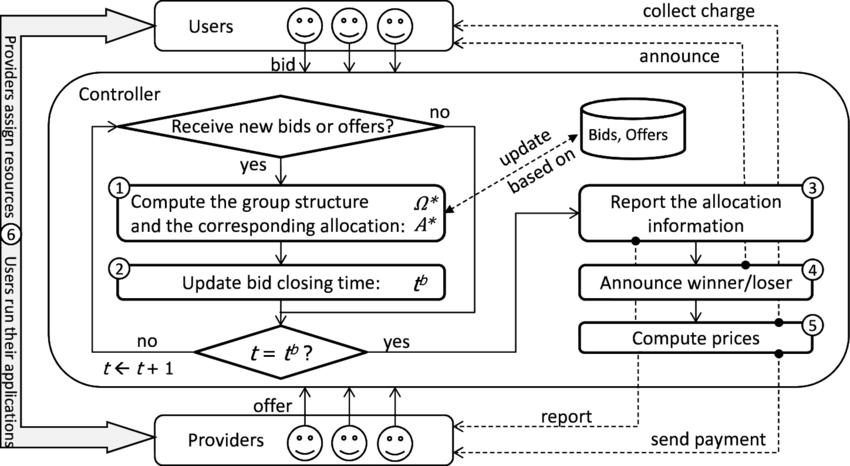 collect charge
Users
announce
bid
Controller
no
Receive new bids or offers?
Bids, Offers
update
based on
yes
1
Compute the group structure Ω*
and the corresponding allocation: A*
3
Report the allocation
information
2
Update bid closing time: tᵇ
4
Announce winner/loser
5
Compute prices
no
t = tᵇ ?
yes
t ← t + 1
offer
report
Providers
send payment
Providers assign resources
6
Users run their applications